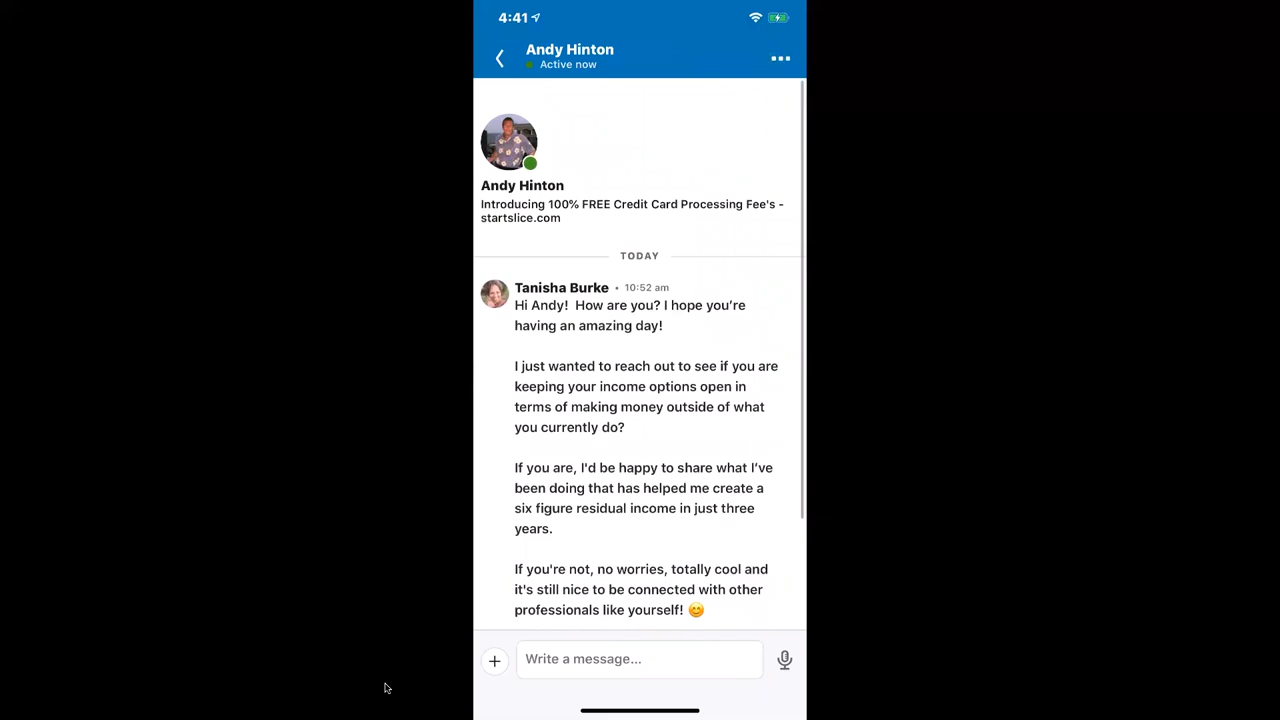 4:41
Andy Hinton
Active now
Andy Hinton
Introducing 100% FREE Credit Card Processing Fee's -
startslice.com
TODAY
Tanisha Burke • 10:52 am
Hi Andy!  How are you? I hope you’re
having an amazing day!
I just wanted to reach out to see if you are
keeping your income options open in
terms of making money outside of what
you currently do?
If you are, I'd be happy to share what I’ve
been doing that has helped me create a
six figure residual income in just three
years.
If you're not, no worries, totally cool and
it's still nice to be connected with other
professionals like yourself! 😊
Write a message...